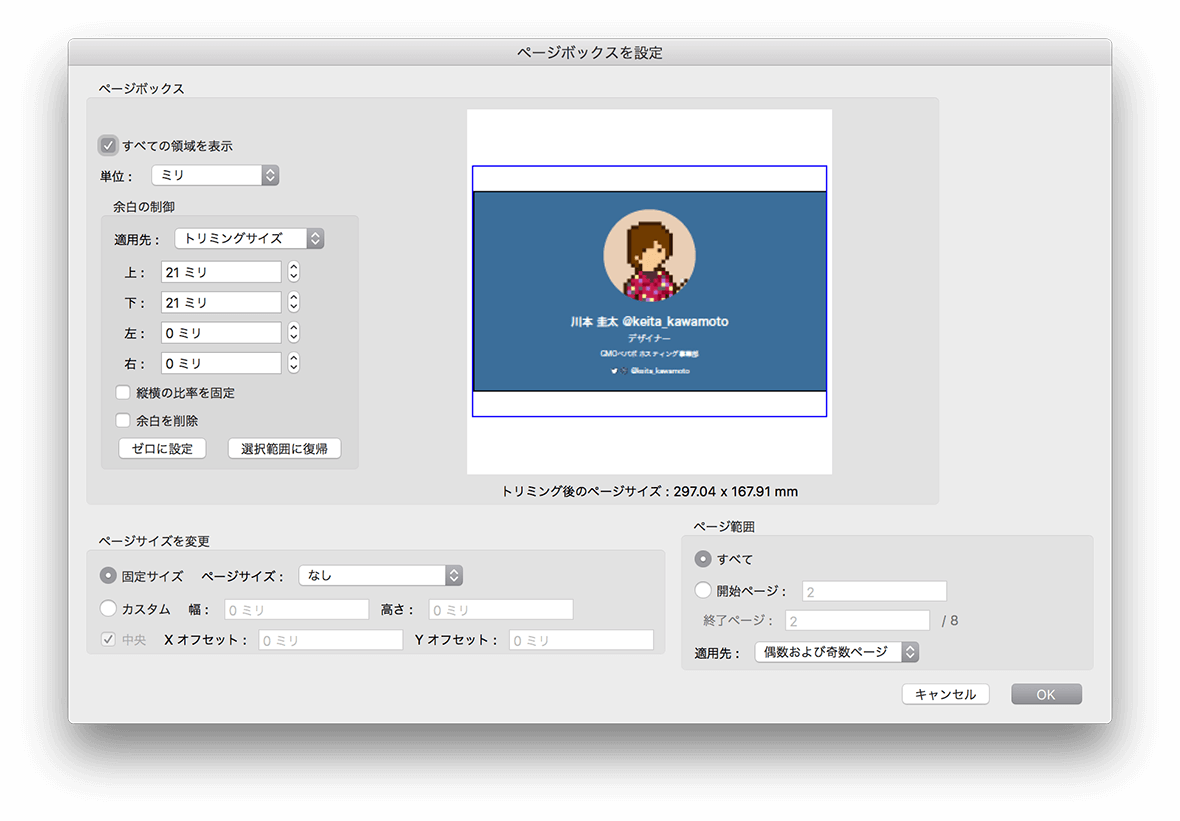 ページボックスを設定
ページボックス
すべての領域を表示
単位： ミリ
余白の制御
適用先： トリミングサイズ
上： 21 ミリ
下： 21 ミリ
左： 0 ミリ
右： 0 ミリ
縦横の比率を固定
余白を削除
ゼロに設定 選択範囲に復帰
川本 圭太 @keita_kawamoto
デザイナー
GMOペパボ ホスティング事業部
@keita_kawamoto
トリミング後のページサイズ : 297.04 x 167.91 mm
ページサイズを変更
固定サイズ ページサイズ： なし
カスタム 幅： 0 ミリ 高さ： 0 ミリ
中央 X オフセット： 0 ミリ Y オフセット： 0 ミリ
ページ範囲
すべて
開始ページ： 2
終了ページ： 2 / 8
適用先： 偶数および奇数ページ
キャンセル OK